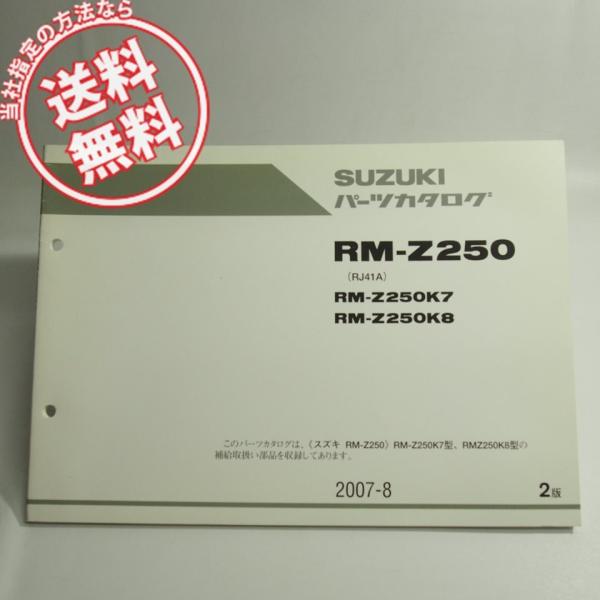 当社指定の方法なら
送料
無料
SUZUKI
パーツカタログ
RM-Z250
(RJ41A)
RM-Z250K7
RM-Z250K8
このパーツカタログは、〈スズキ RM-Z250〉RM-Z250K7型、RMZ250K8型の
補給取扱い部品を収録してあります。
2007-8
2版